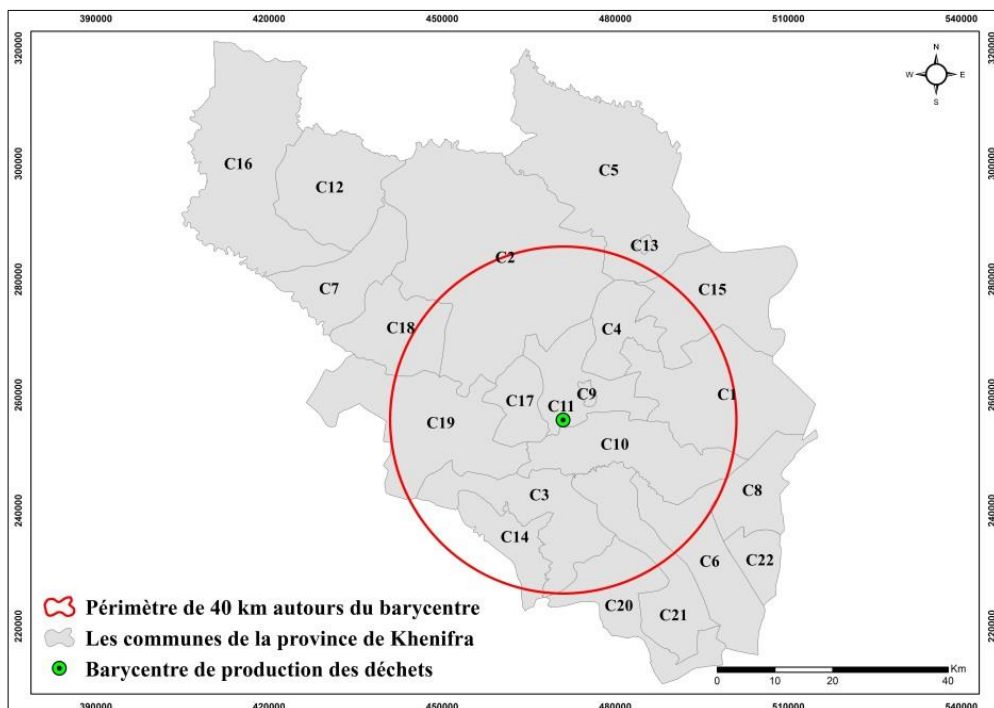 390000 420000 450000 480000 510000 540000
320000 320000
N
W E
S
300000 300000
C16
C5
C12
C13
C2
280000 280000
C7 C15
C18 C4
260000 260000
C9 C1
C17 C11
C19
C10
C8
C3
240000 240000
C14
C6 C22
Périmètre de 40 km autours du barycentre
C20
C21
220000 220000
Les communes de la province de Khenifra
Barycentre de production des déchets
Km
0 10 20 40
390000 420000 450000 480000 510000 540000